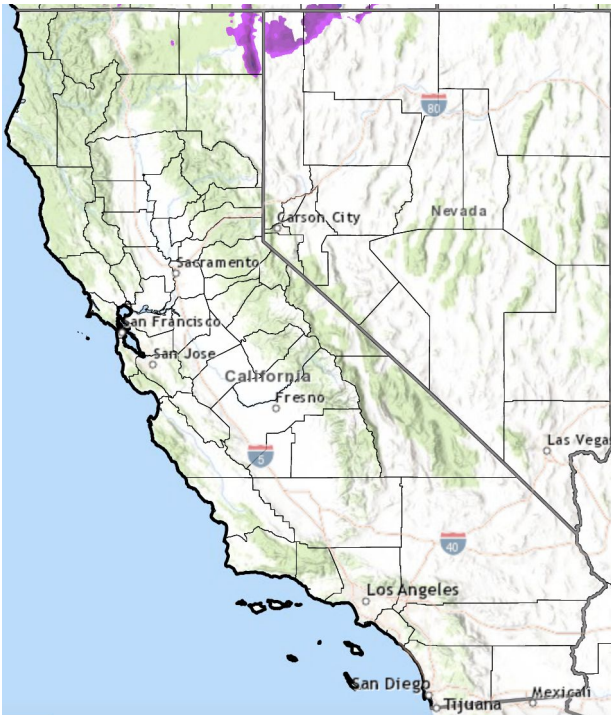 80
Carson City
Nevada
Sacramento
San Francisco
San Jose
California
Fresno
Las Vegas
5
40
Los Angeles
San Diego
Tijuana
Mexicali